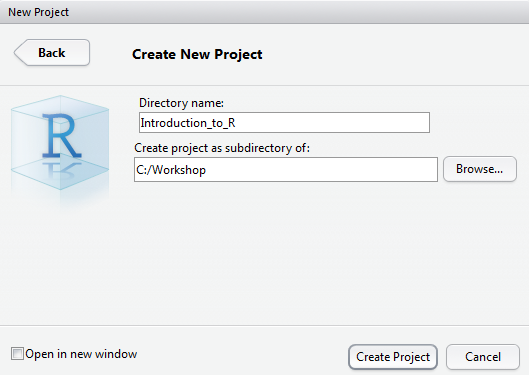 New Project
Back
Create New Project
R
Directory name:
Introduction_to_R
Create project as subdirectory of:
C:/Workshop
Browse...
Open in new window
Create Project
Cancel